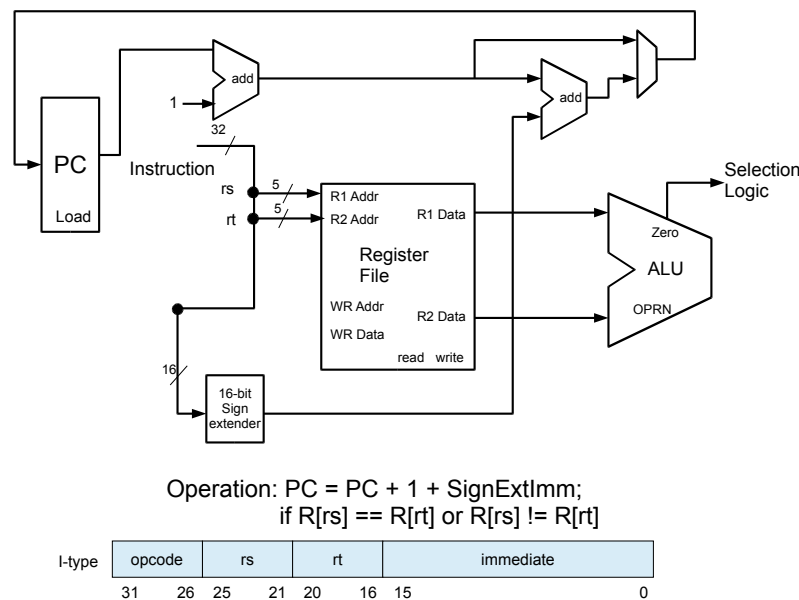 add
1
add
32
PC
Load
Instruction
rs
5
rt
5
R1 Addr
R2 Addr
R1 Data
Register
File
WR Addr
WR Data
R2 Data
read write
Selection
Logic
Zero
ALU
OPRN
16
16-bit
Sign
extender
Operation: PC = PC + 1 + SignExtImm;
if R[rs] == R[rt] or R[rs] != R[rt]
I-type opcode rs rt immediate
31 26 25 21 20 16 15 0